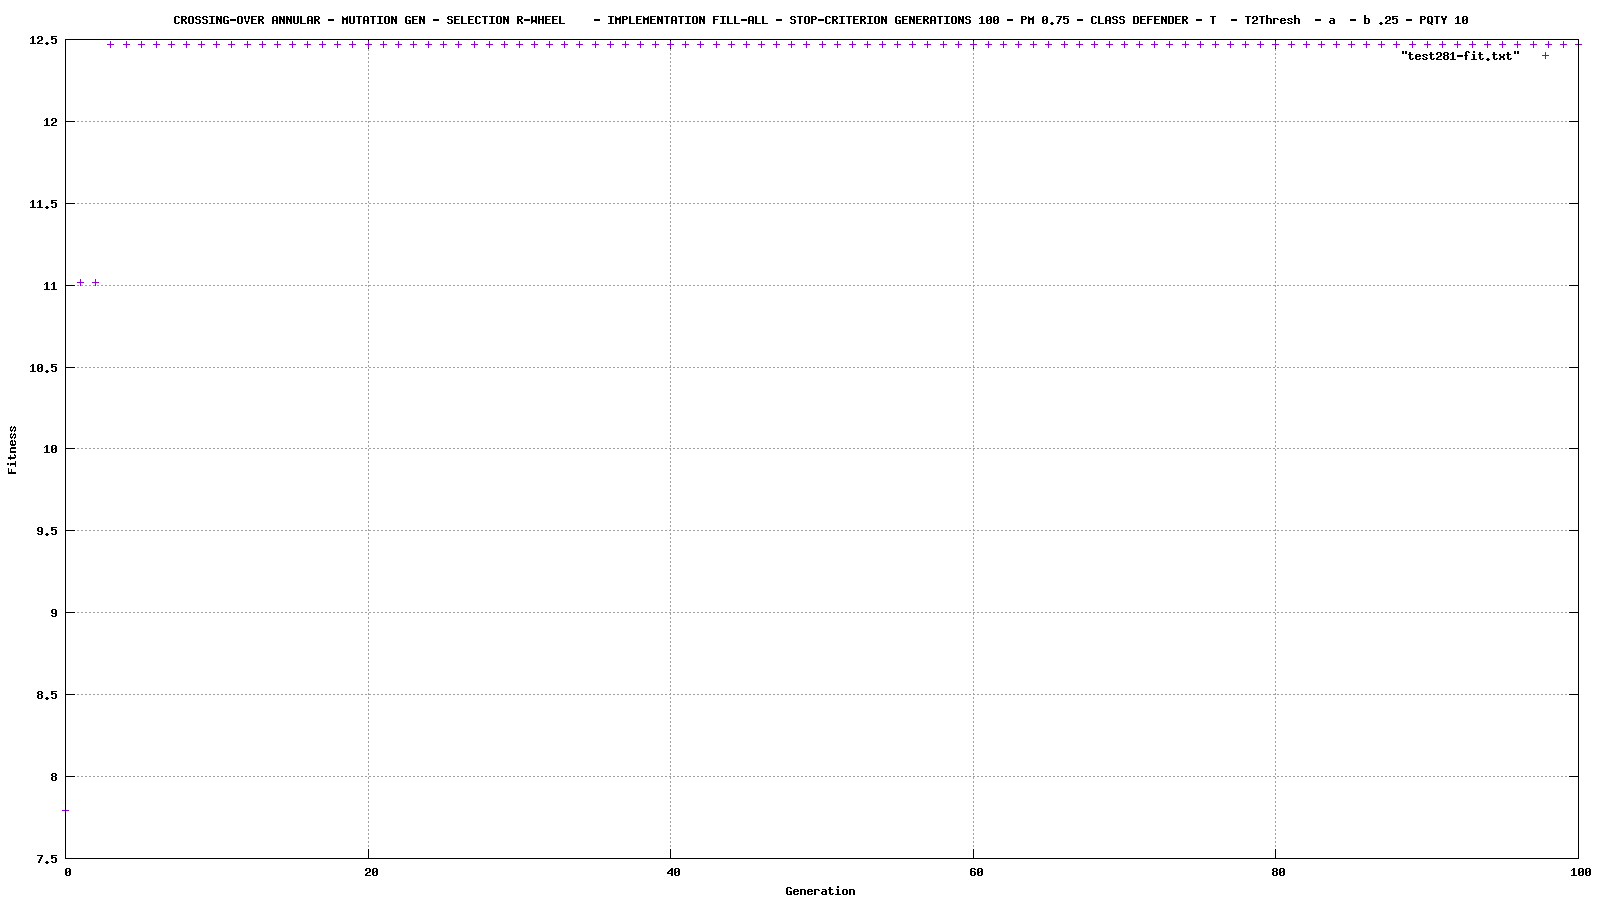 CROSSING-OVER ANNULAR - MUTATION GEN - SELECTION R-WHEEL    - IMPLEMENTATION FILL-ALL - STOP-CRITERION GENERATIONS 100 - PM 0.75 - CLASS DEFENDER - T  - T2Thresh  - a  - b .25 - PQTY 10
12.5
"test281-fit.txt"
12
11.5
11
10.5
10
Fitness
9.5
9
8.5
8
7.5
0 20 40 60 80 100
Generation